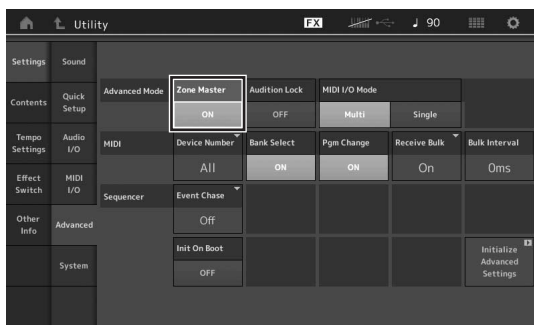 Utility
FX
♩ 90
Settings
Sound
Contents
Quick
Setup
Tempo
Settings
Audio
I/O
Effect
Switch
MIDI
I/O
Other
Info
Advanced
System
Advanced Mode
Zone Master
ON
Audition Lock
OFF
MIDI I/O Mode
Multi
Single
MIDI
Device Number
All
Bank Select
ON
Pgm Change
ON
Receive Bulk
On
Bulk Interval
0ms
Sequencer
Event Chase
Off
Init On Boot
OFF
Initialize
Advanced
Settings